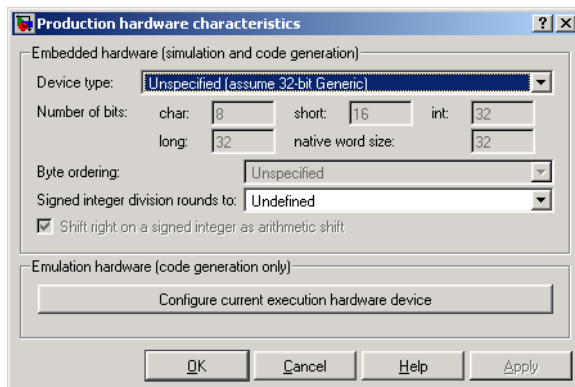 Production hardware characteristics
Embedded hardware (simulation and code generation)
Device type: Unspecified (assume 32-bit Generic)
Number of bits: char: 8 short: 16 int: 32
long: 32 native word size: 32
Byte ordering: Unspecified
Signed integer division rounds to: Undefined
Shift right on a signed integer as arithmetic shift
Emulation hardware (code generation only)
Configure current execution hardware device
OK Cancel Help Apply